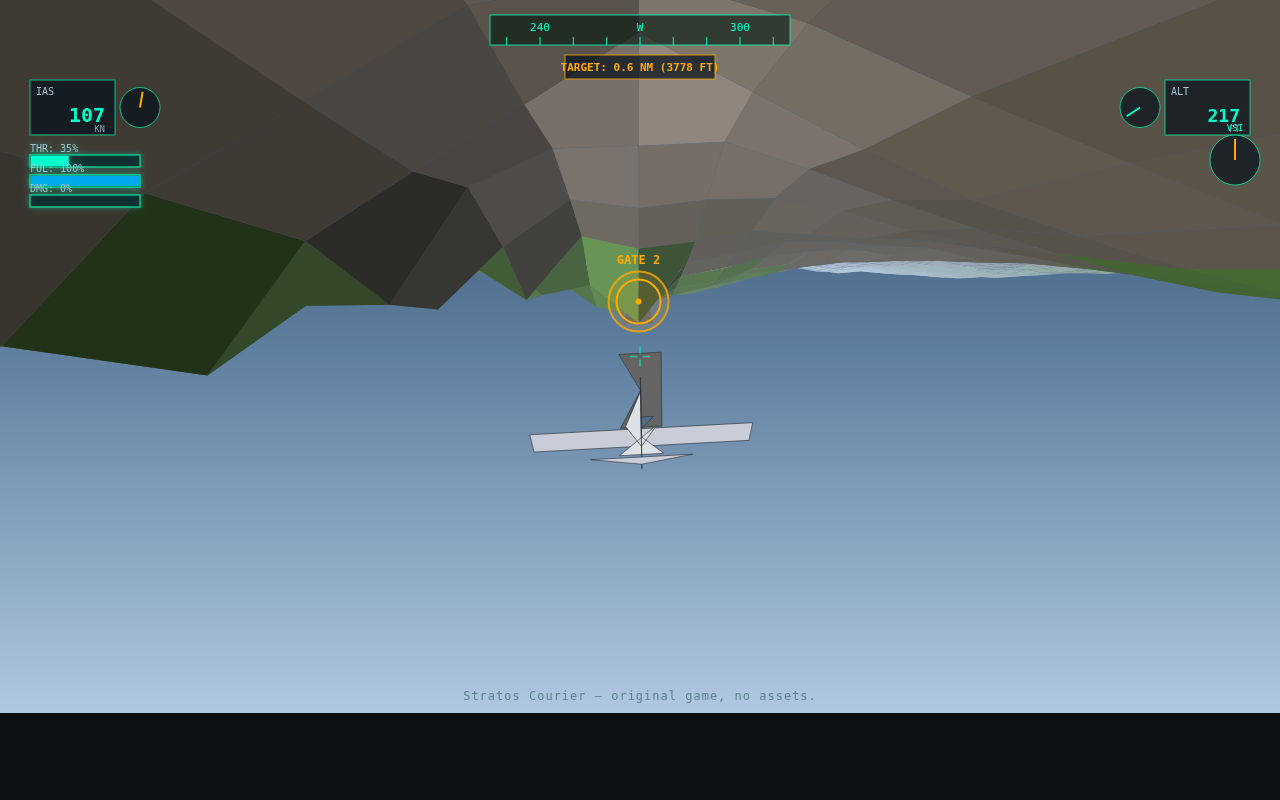 240 W 300
TARGET: 0.6 NM (3778 FT)
IAS
107
KN
ALT
217
VSI
THR: 35%
FUL: 100%
DMG: 0%
GATE 2
Stratos Courier — original game, no assets.